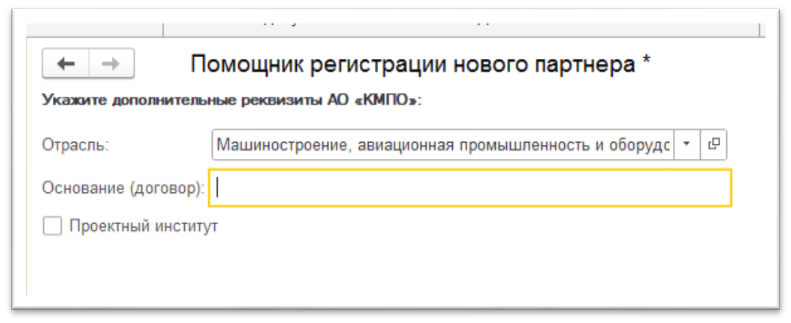 Помощник регистрации нового партнера *
Укажите дополнительные реквизиты АО «КМПО»:
Отрасль: Машиностроение, авиационная промышленность и оборудс
Основание (договор):
Проектный институт